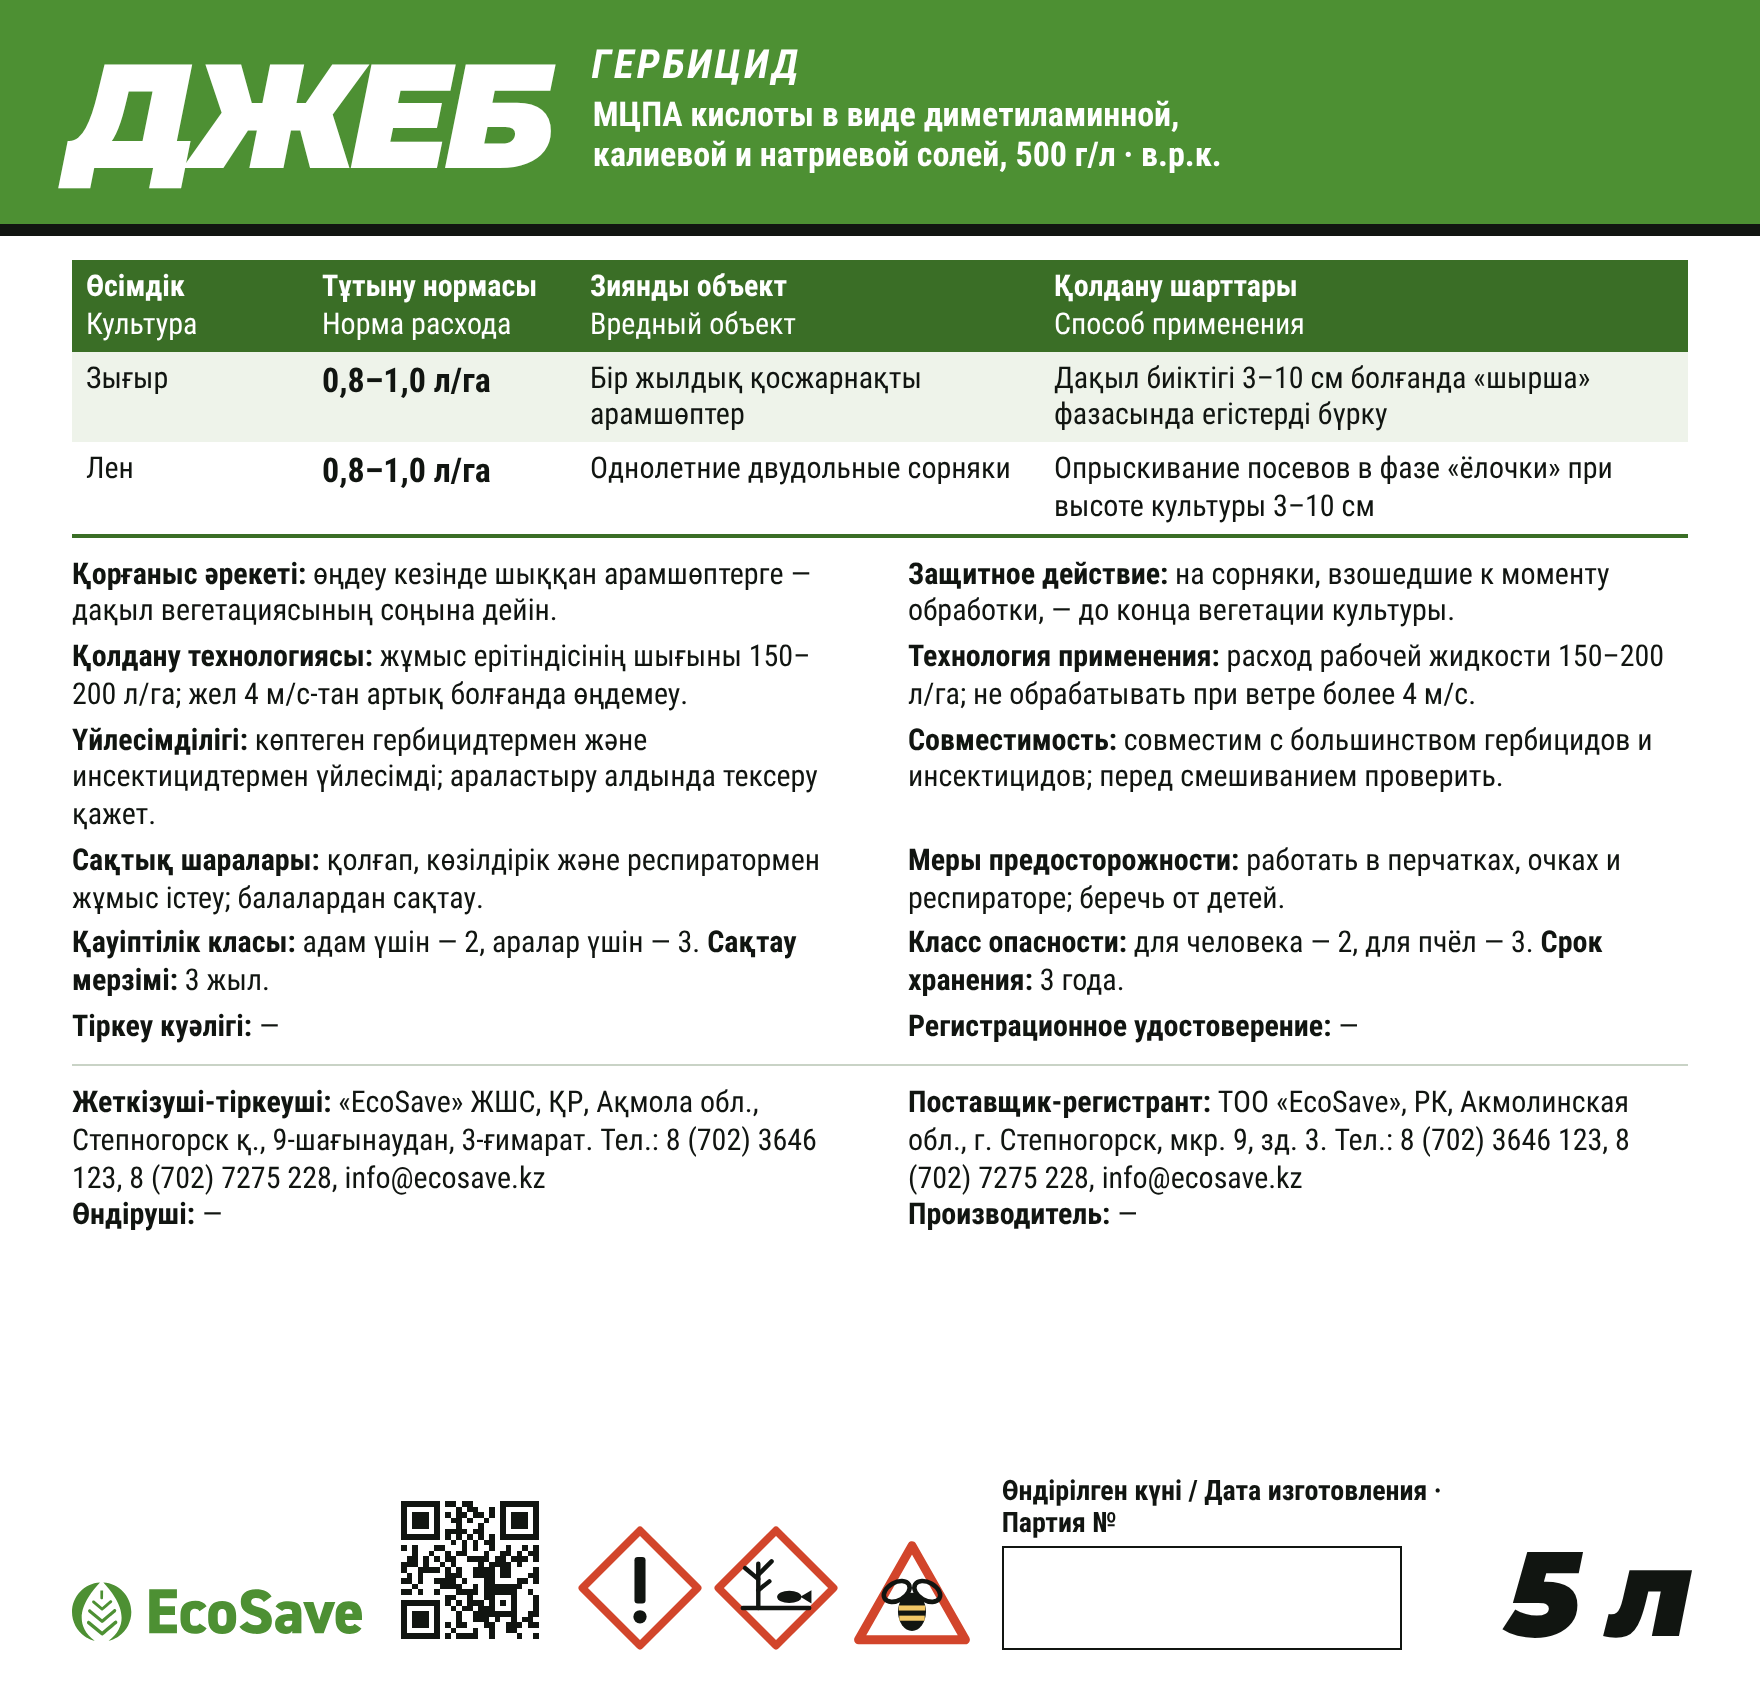 ДЖЕБ
ГЕРБИЦИД
МЦПА кислоты в виде диметиламинной,
калиевой и натриевой солей, 500 г/л · в.р.к.
Өсімдік
Культура
Тұтыну нормасы
Норма расхода
Зиянды объект
Вредный объект
Қолдану шарттары
Способ применения
Зығыр
0,8–1,0 л/га
Бір жылдық қосжарнақты
арамшөптер
Дақыл биіктігі 3–10 см болғанда «шырша»
фазасында егістерді бүрку
Лен
0,8–1,0 л/га
Однолетние двудольные сорняки
Опрыскивание посевов в фазе «ёлочки» при
высоте культуры 3–10 см
Қорғаныс әрекеті: өңдеу кезінде шыққан арамшөптерге —
дақыл вегетациясының соңына дейін.
Қолдану технологиясы: жұмыс ерітіндісінің шығыны 150–
200 л/га; жел 4 м/с-тан артық болғанда өңдемеу.
Үйлесімділігі: көптеген гербицидтермен және
инсектицидтермен үйлесімді; араластыру алдында тексеру
қажет.
Сақтық шаралары: қолғап, көзілдірік және респиратормен
жұмыс істеу; балалардан сақтау.
Қауіптілік класы: адам үшін — 2, аралар үшін — 3. Сақтау
мерзімі: 3 жыл.
Тіркеу куәлігі: —
Защитное действие: на сорняки, взошедшие к моменту
обработки, — до конца вегетации культуры.
Технология применения: расход рабочей жидкости 150–200
л/га; не обрабатывать при ветре более 4 м/с.
Совместимость: совместим с большинством гербицидов и
инсектицидов; перед смешиванием проверить.
Меры предосторожности: работать в перчатках, очках и
респираторе; беречь от детей.
Класс опасности: для человека — 2, для пчёл — 3. Срок
хранения: 3 года.
Регистрационное удостоверение: —
Жеткізуші-тіркеуші: «EcoSave» ЖШС, ҚР, Ақмола обл.,
Степногорск қ., 9-шағынаудан, 3-ғимарат. Тел.: 8 (702) 3646
123, 8 (702) 7275 228, info@ecosave.kz
Өндіруші: —
Поставщик-регистрант: ТОО «EcoSave», РК, Акмолинская
обл., г. Степногорск, мкр. 9, зд. 3. Тел.: 8 (702) 3646 123, 8
(702) 7275 228, info@ecosave.kz
Производитель: —
EcoSave
Өндірілген күні / Дата изготовления ·
Партия №
5 л